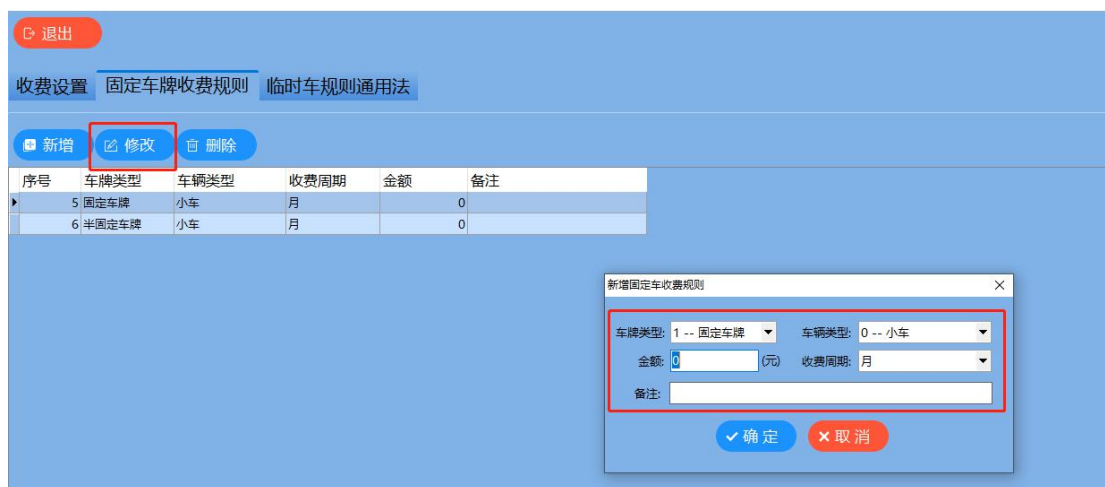 退出
收费设置 固定车牌收费规则 临时车规则通用法
新增 修改 删除
序号 车牌类型 车辆类型 收费周期 金额 备注
5 固定车牌 小车 月 0
6 半固定车牌 小车 月 0
新增固定车收费规则
车牌类型: 1 -- 固定车牌 车辆类型: 0 -- 小车
金额: 0 (元) 收费周期: 月
备注:
确定 取消